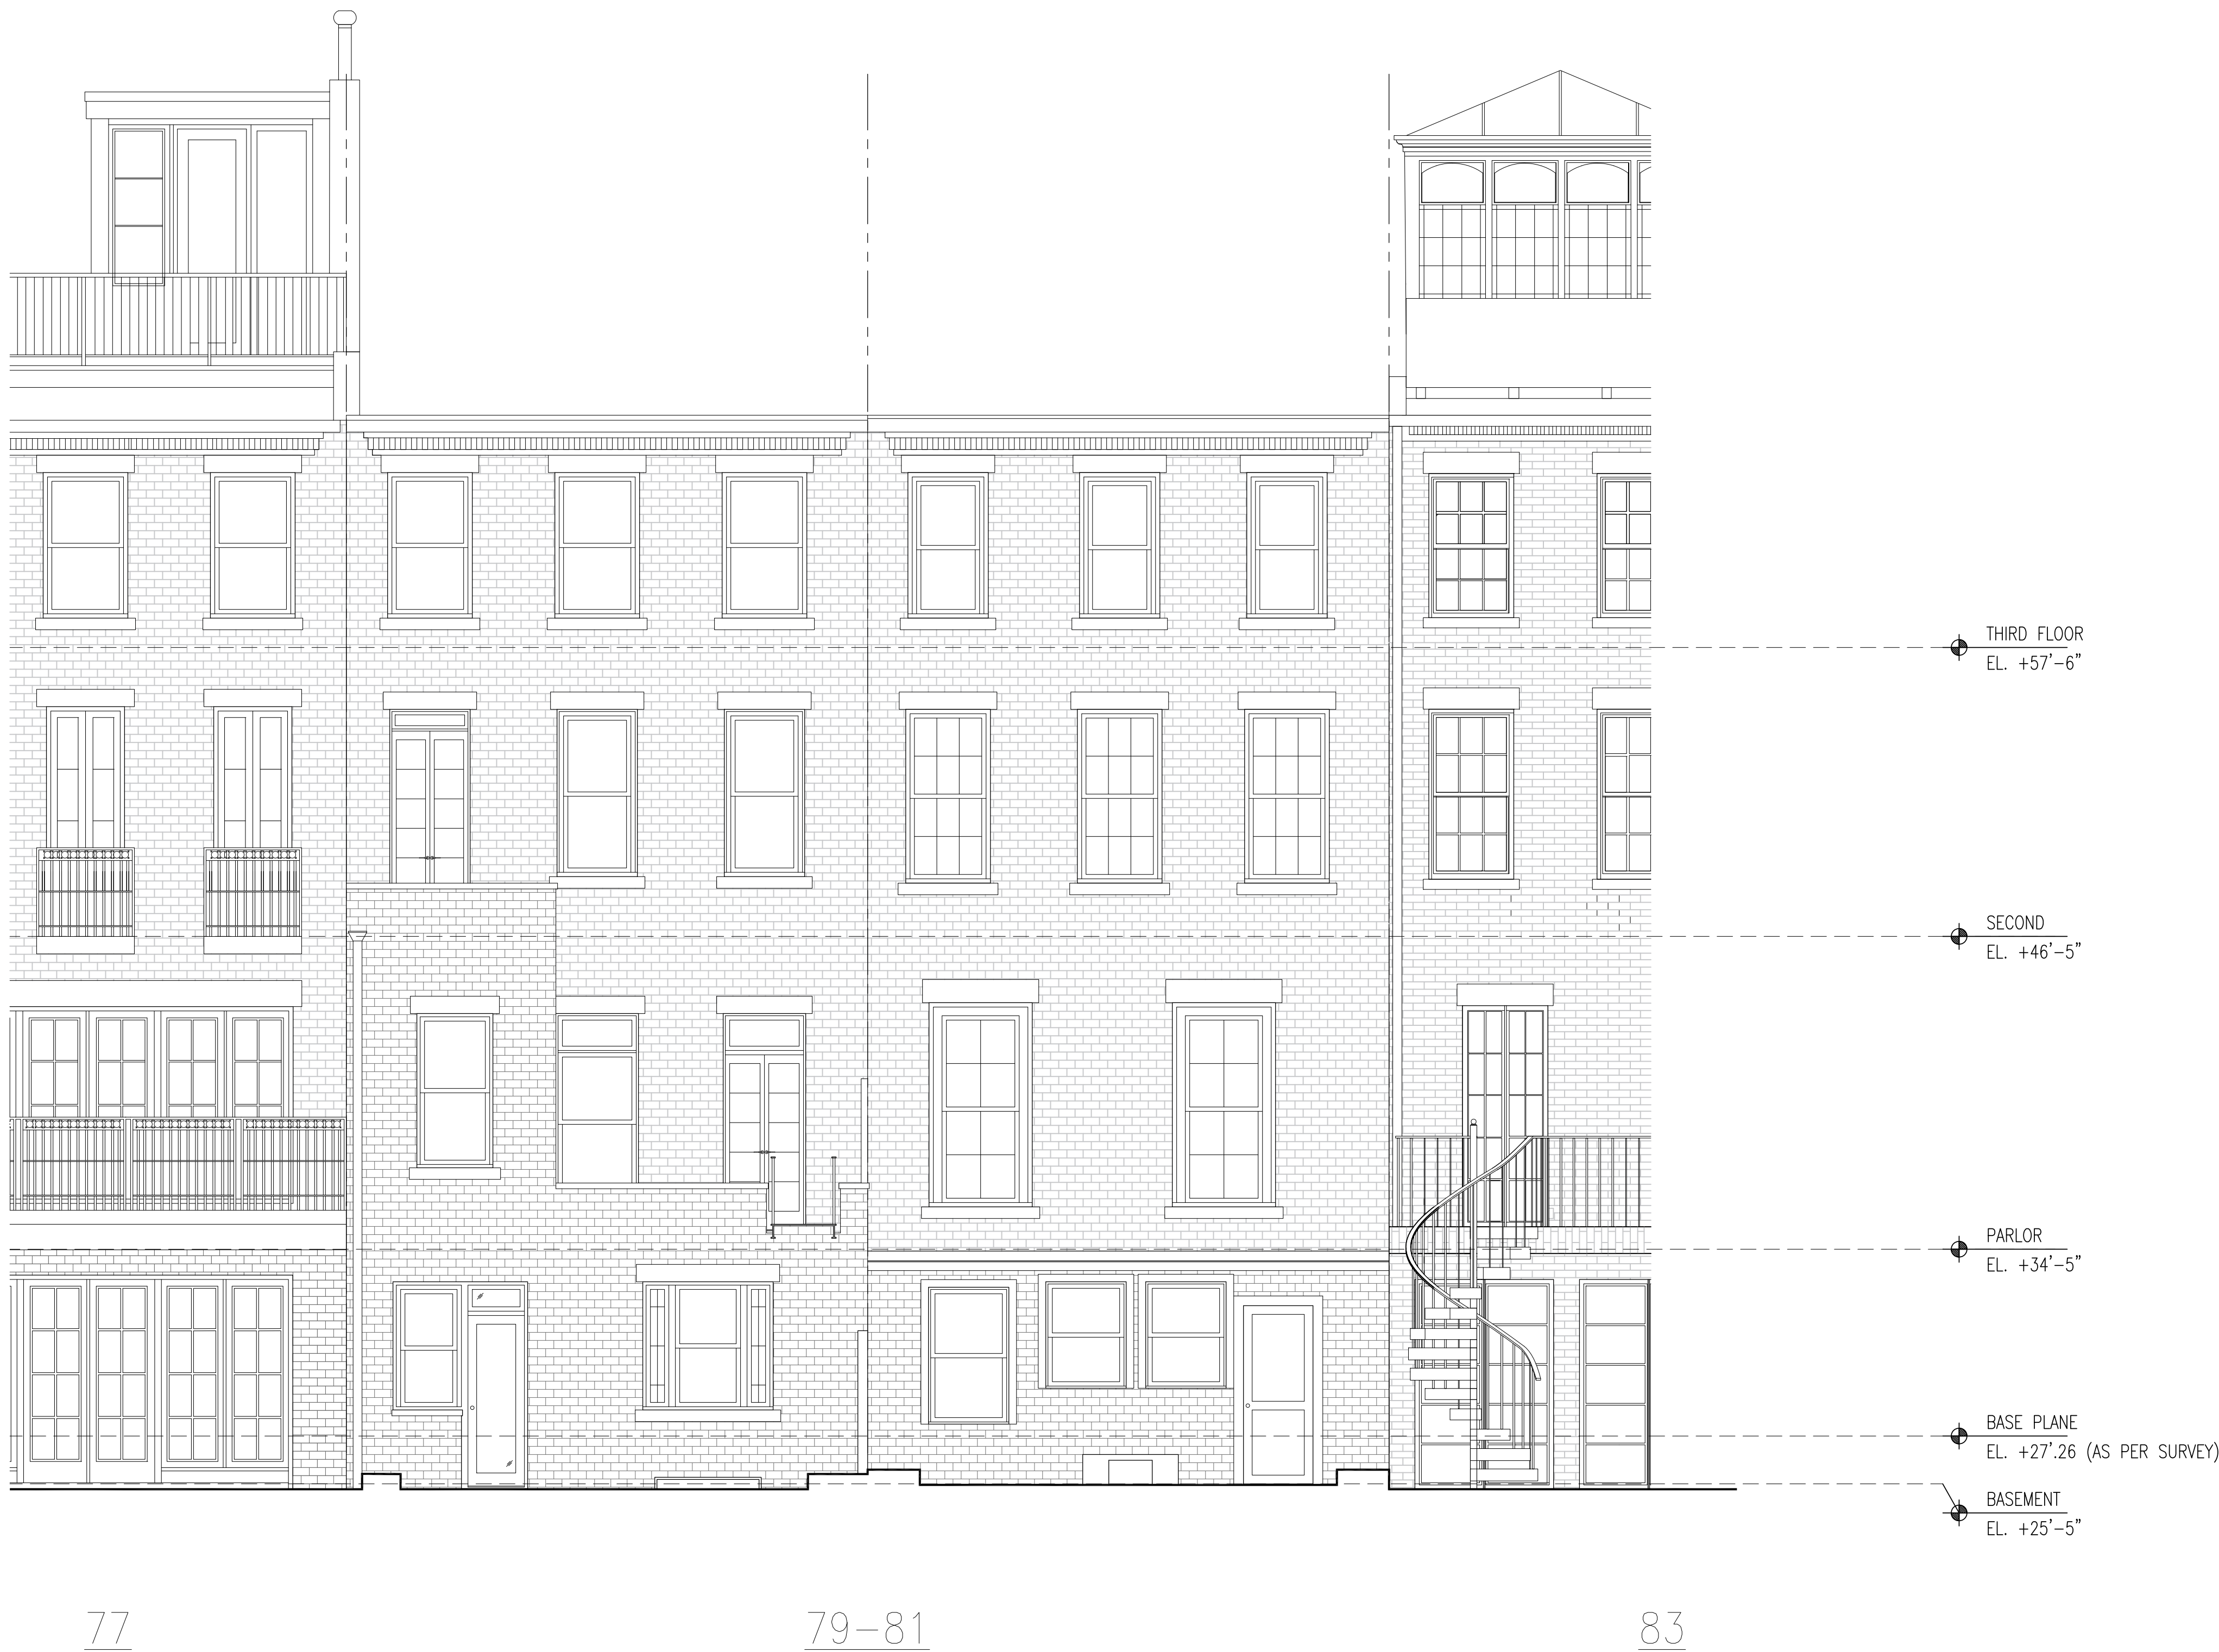 THIRD FLOOR
EL. +57'-6"
SECOND
EL. +46'-5"
PARLOR
EL. +34'-5"
BASE PLANE
EL. +27'.26 (AS PER SURVEY)
BASEMENT
EL. +25'-5"
77
79-81
83